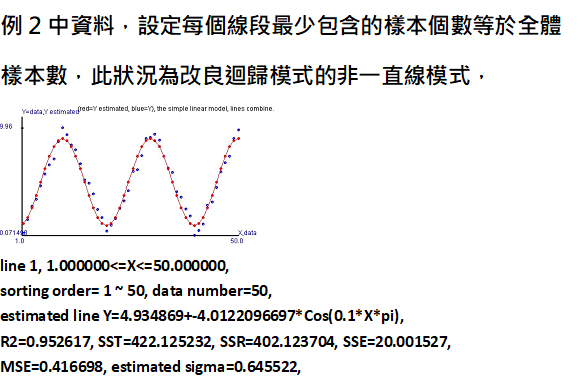 例 2 中資料，設定每個線段最少包含的樣本個數等於全體
樣本數，此狀況為改良迴歸模式的非一直線模式，
Y=data,Y estimated(red=Y estimated, blue=Y), the simple linear model, lines combine.
9.96
0.071498
1.0
50.0
X,data
line 1, 1.000000<=X<=50.000000,
sorting order= 1 ~ 50, data number=50,
estimated line Y=4.934869+-4.0122096697*Cos(0.1*X*pi),
R2=0.952617, SST=422.125232, SSR=402.123704, SSE=20.001527,
MSE=0.416698, estimated sigma=0.645522,